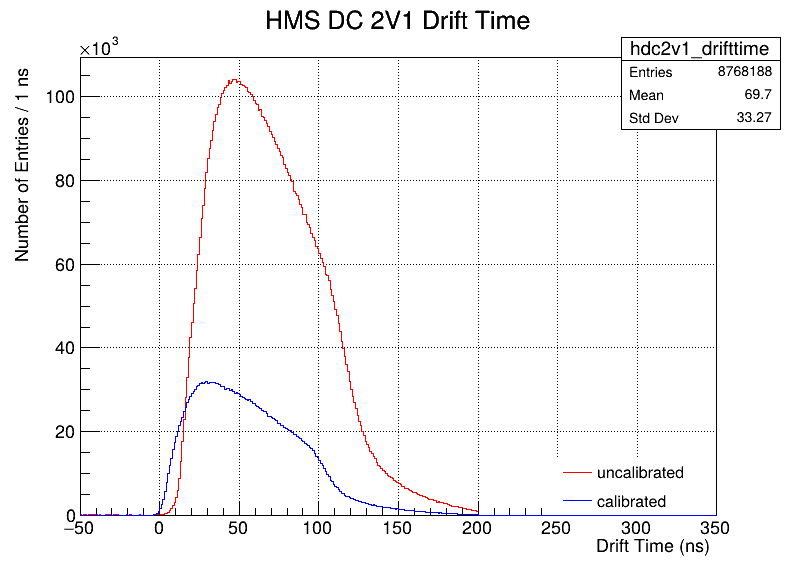 HMS DC 2V1 Drift Time
×10³
hdc2v1_drifttime
Entries 8768188
Mean 69.7
Std Dev 33.27
Number of Entries / 1 ns
100
80
60
40
20
0
−50 0 50 100 150 200 250 300 350
Drift Time (ns)
uncalibrated
calibrated